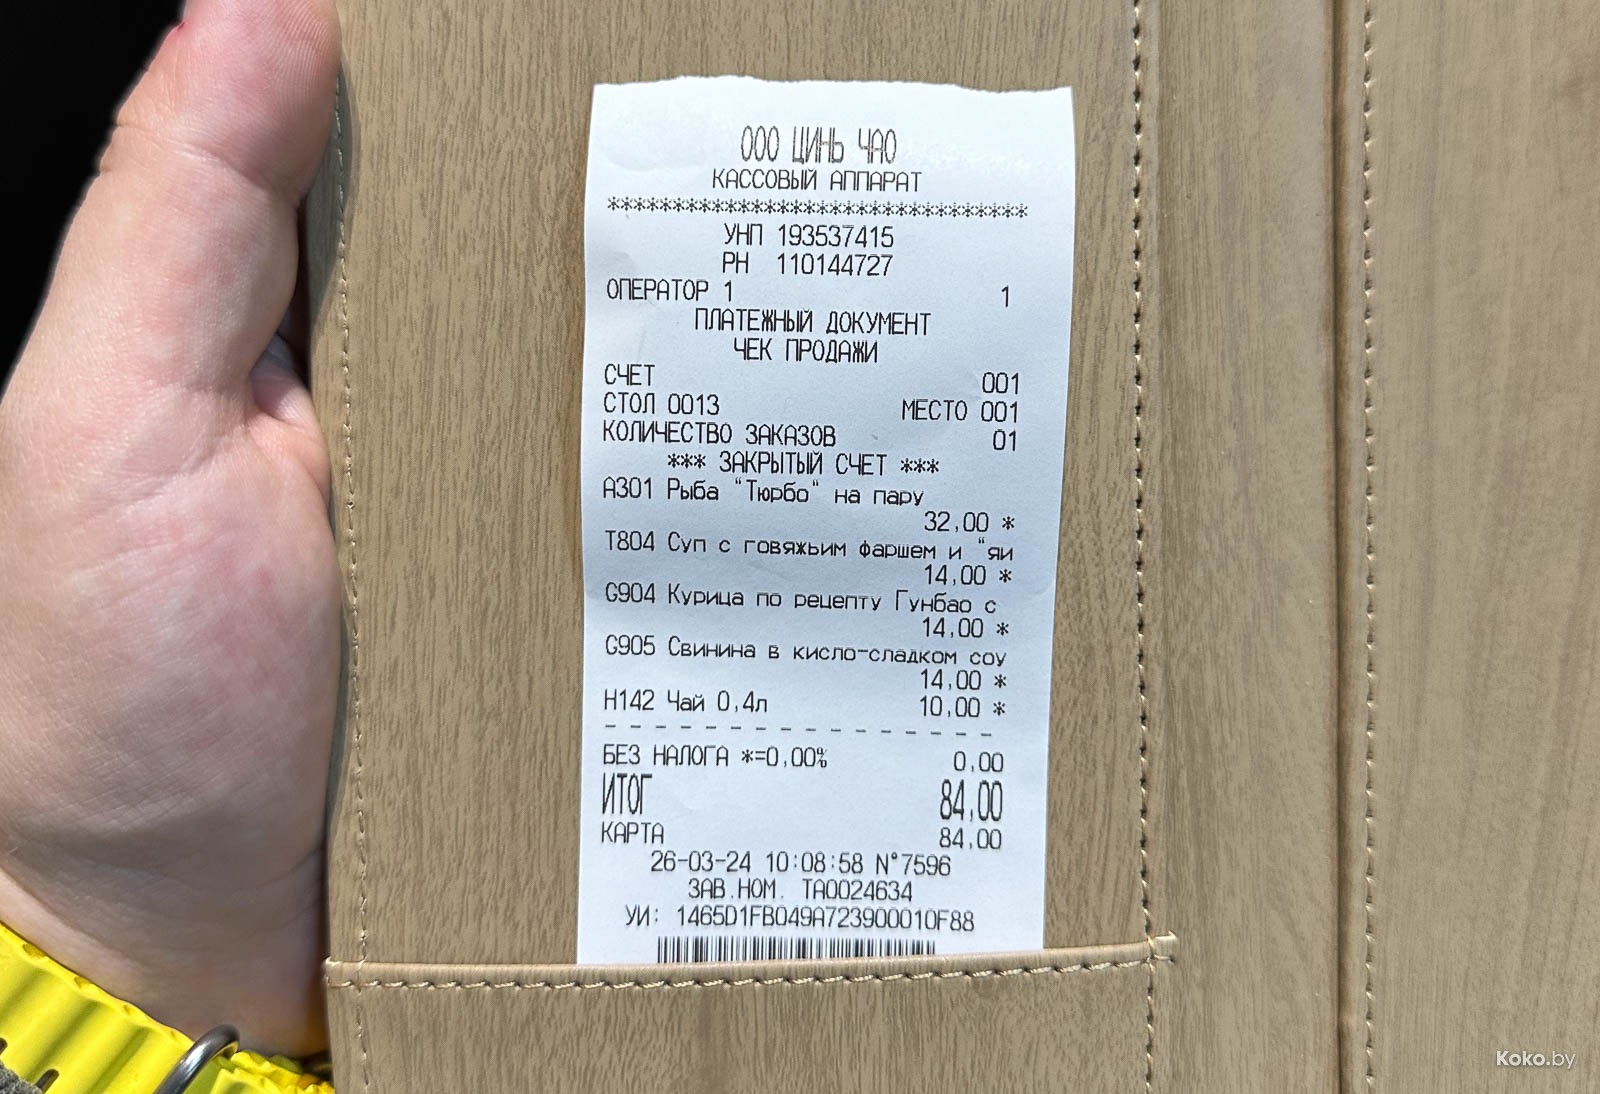 ООО ЦИНЬ ЧАО
КАССОВЫЙ АППАРАТ
********************************
УНП 193537415
РН 110144727
ОПЕРАТОР 1 1
ПЛАТЕЖНЫЙ ДОКУМЕНТ
ЧЕК ПРОДАЖИ
СЧЕТ 001
СТОЛ 0013 МЕСТО 001
КОЛИЧЕСТВО ЗАКАЗОВ 01
*** ЗАКРЫТЫЙ СЧЕТ ***
A301 Рыба "Тюрбо" на пару
32,00 *
T804 Суп с говяжьим фаршем и "яи
14,00 *
G904 Курица по рецепту Гунбао с
14,00 *
G905 Свинина в кисло-сладком соу
14,00 *
H142 Чай 0,4л 10,00 *
- - - - - - - - - - - - - - - -
БЕЗ НАЛОГА *=0,00% 0,00
ИТОГ 84,00
КАРТА 84,00
26-03-24 10:08:58 N°7596
ЗАВ.НОМ. TA0024634
УИ: 1465D1FB049A723900010F88
Koko.by